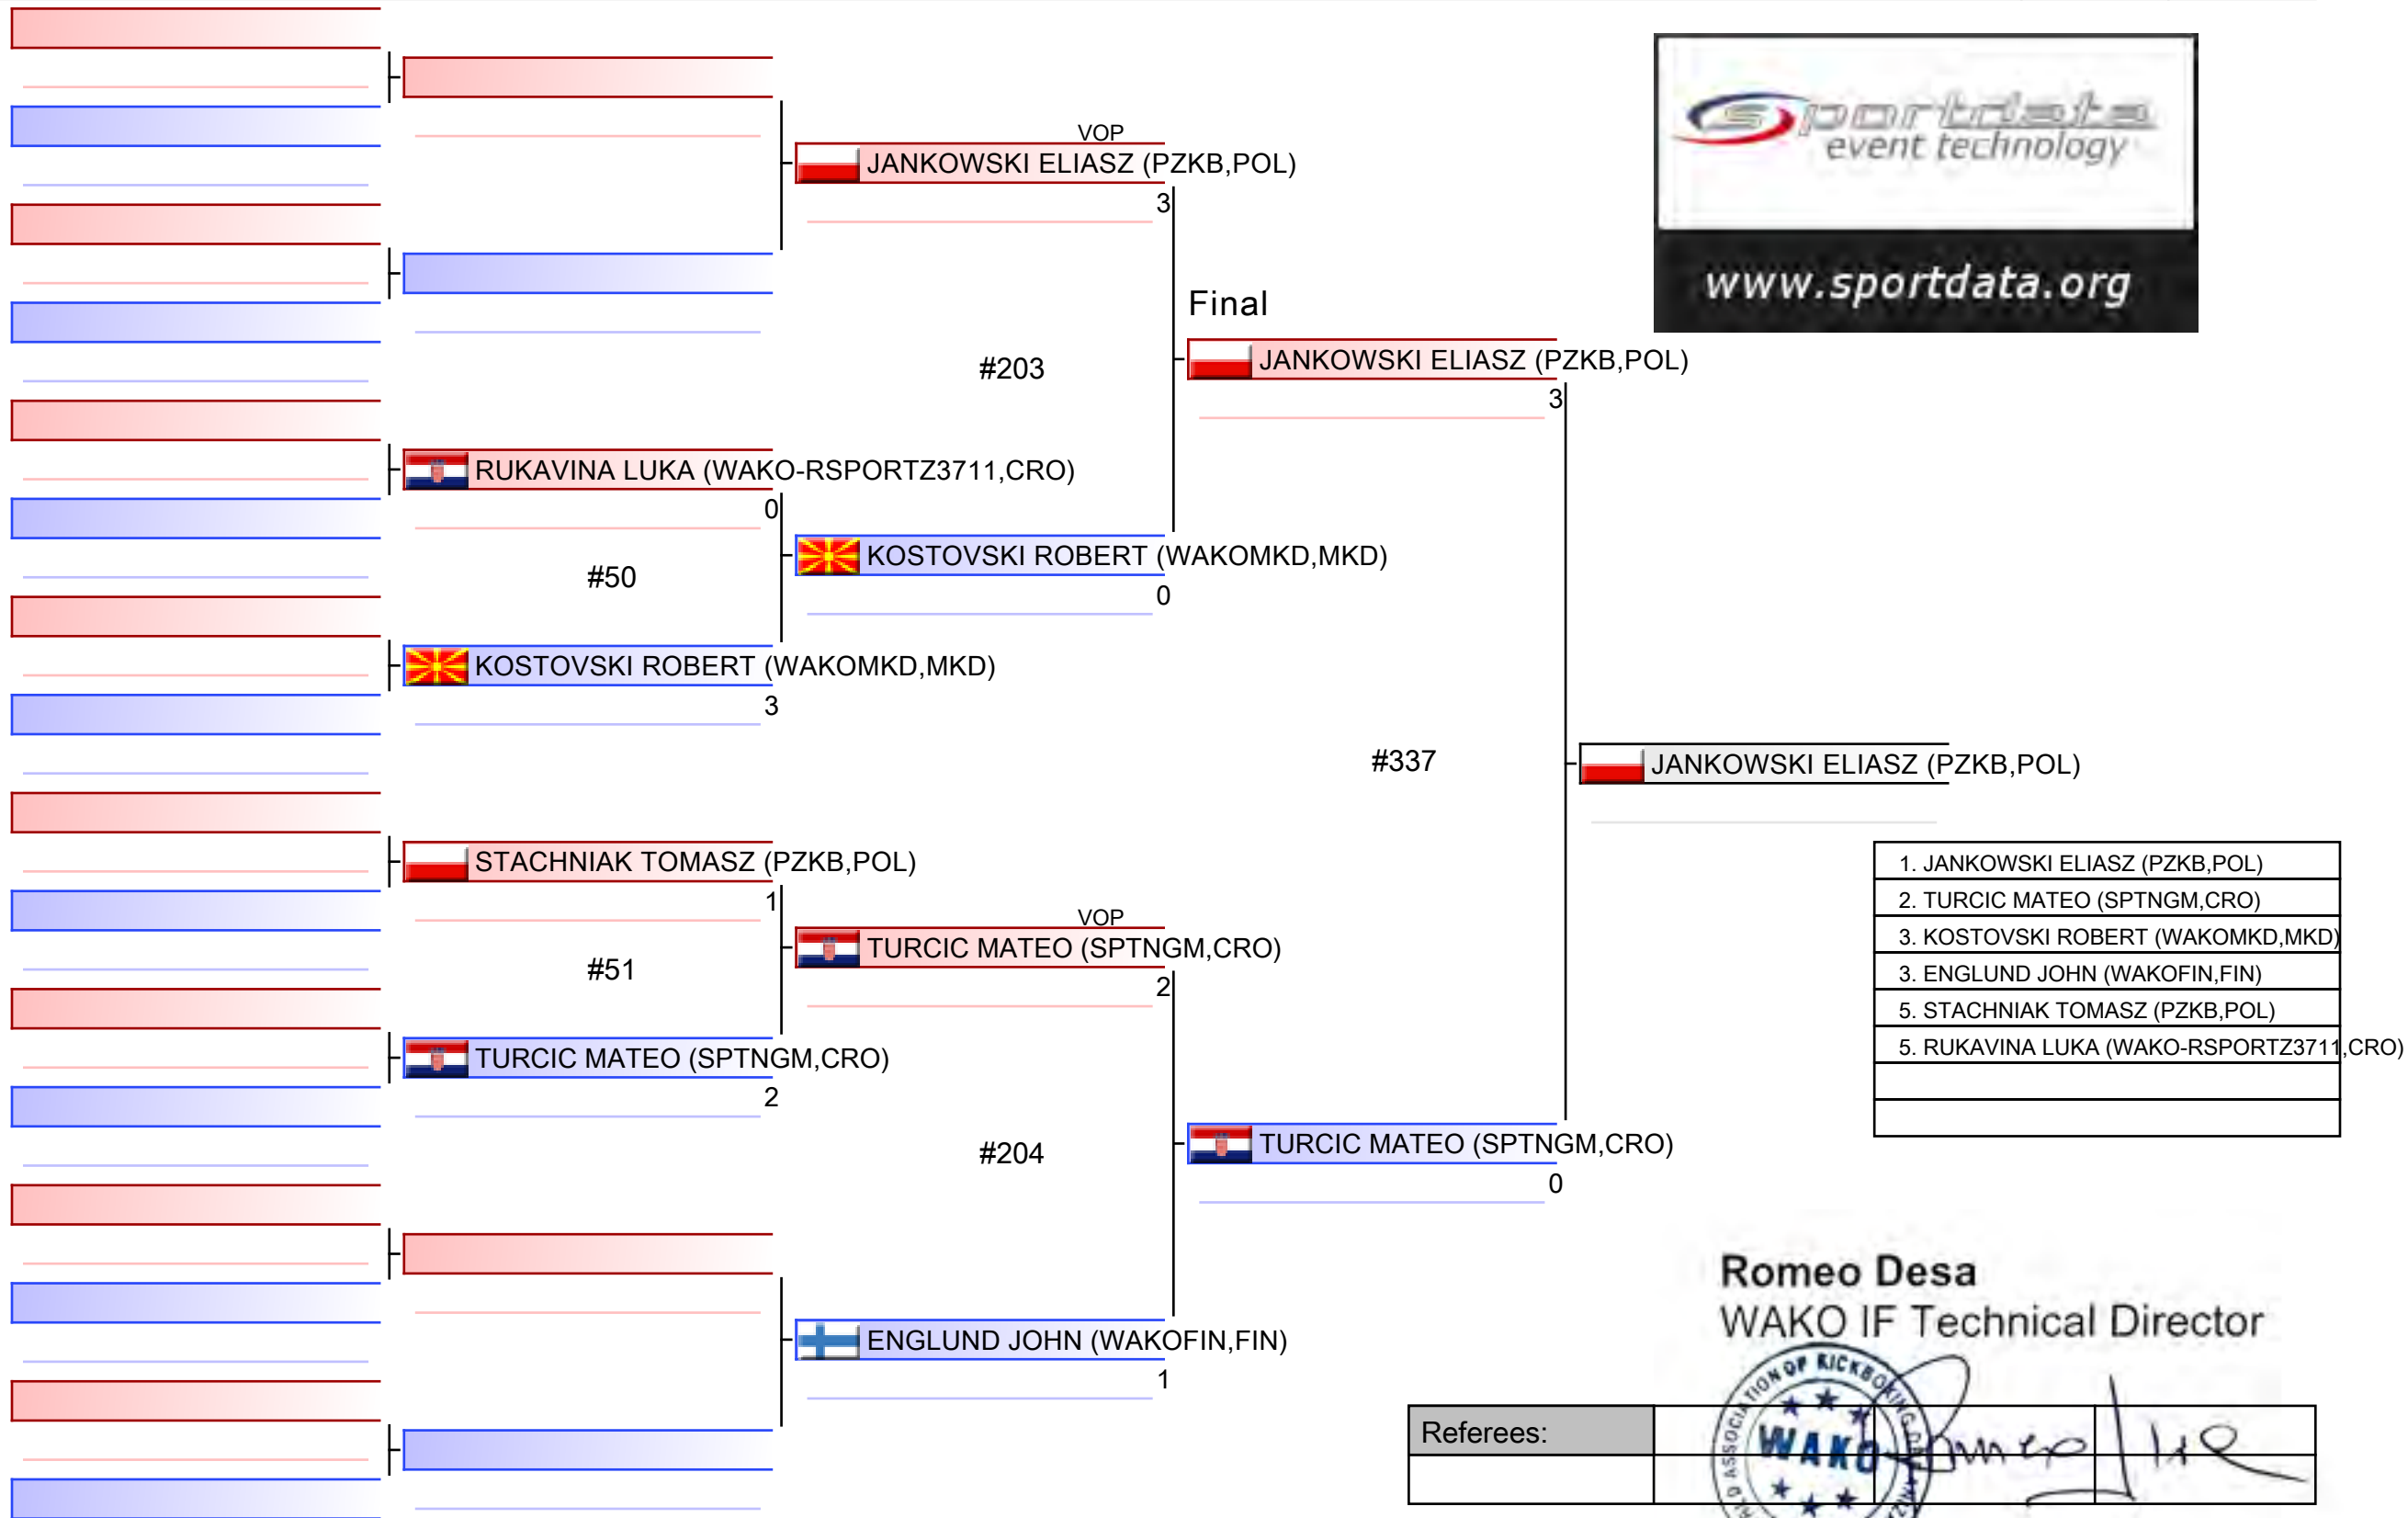 sportdata
event technology
www.sportdata.org
VOP
JANKOWSKI ELIASZ (PZKB,POL)
3
Final
#203
JANKOWSKI ELIASZ (PZKB,POL)
3
RUKAVINA LUKA (WAKO-RSPORTZ3711,CRO)
0
#50
KOSTOVSKI ROBERT (WAKOMKD,MKD)
0
KOSTOVSKI ROBERT (WAKOMKD,MKD)
3
#337
JANKOWSKI ELIASZ (PZKB,POL)
STACHNIAK TOMASZ (PZKB,POL)
1
VOP
TURCIC MATEO (SPTNGM,CRO)
2
#51
TURCIC MATEO (SPTNGM,CRO)
2
#204
TURCIC MATEO (SPTNGM,CRO)
0
ENGLUND JOHN (WAKOFIN,FIN)
1
1. JANKOWSKI ELIASZ (PZKB,POL)
2. TURCIC MATEO (SPTNGM,CRO)
3. KOSTOVSKI ROBERT (WAKOMKD,MKD)
3. ENGLUND JOHN (WAKOFIN,FIN)
5. STACHNIAK TOMASZ (PZKB,POL)
5. RUKAVINA LUKA (WAKO-RSPORTZ3711,CRO)
Romeo Desa
WAKO IF Technical Director
ASSOCIATION OF KICKBOXING
WAKO
Referees: